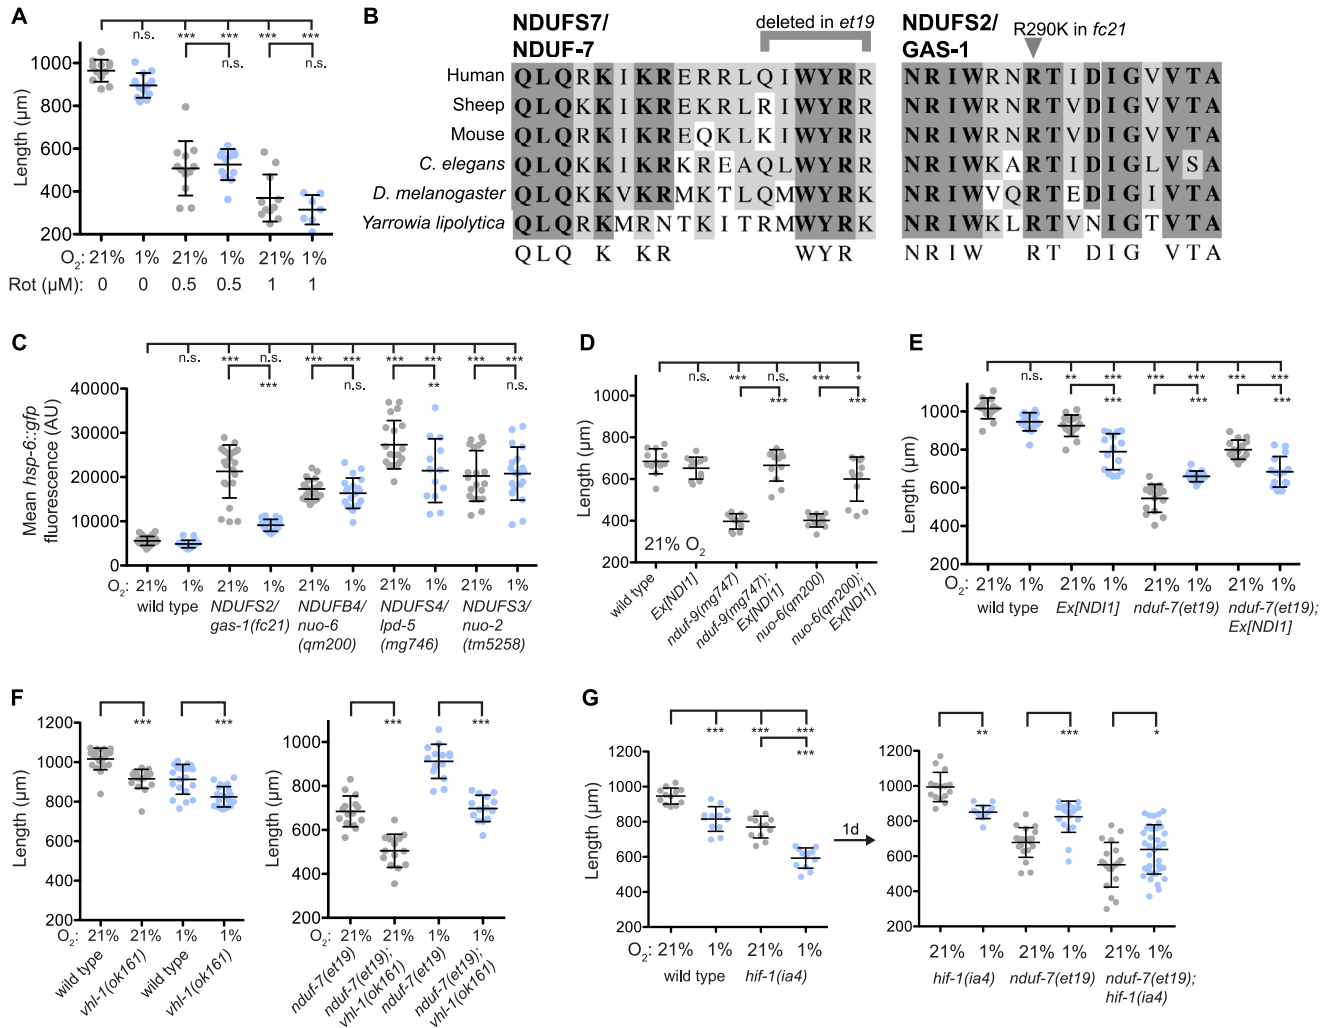 A
n.s. *** *** *** ***
n.s. n.s.
Length (µm)
1000
800
600
400
200
O2: 21% 1% 21% 1% 21% 1%
Rot (µM): 0 0 0.5 0.5 1 1
B
NDUFS7/
NDUF-7
deleted in et19
NDUFS2/
GAS-1
R290K in fc21
Human QLQRKIKRERRLQIWYRR NRIWRNRTIDIGVVTA
Sheep QLQRKIKREKRLRIWYRR NRIWRNRTVDIGVVTA
Mouse QLQRKIKREQKLKIWYRR NRIWRNRTVDIGVVTA
C. elegans QLQKKIKRKREAQLWYRR NRIWKARTIDIGLVSA
D. melanogaster QLQKKVKRMKTLQMWYRK NRIWVQRTEDIGIVTA
Yarrowia lipolytica QLQRKMRNTKITRMWYRK NRIWKLRTVNIGTVTA
QLQ K KR WYR NRIW RT DIG VTA
C
n.s. *** n.s. *** *** *** *** *** ***
*** n.s. ** n.s.
Mean hsp-6::gfp
fluorescence (AU)
40000
30000
20000
10000
0
O2: 21% 1% 21% 1% 21% 1% 21% 1% 21% 1%
wild type NDUFS2/ NDUFB4/ NDUFS4/ NDUFS3/
gas-1(fc21) nuo-6 lpd-5 nuo-2
(qm200) (mg746) (tm5258)
D
n.s. *** n.s. *** *
*** ***
Length (µm)
1000
800
600
400
200
21% O2
wild type
Ex[NDI1]
nduf-9(mg747)
nduf-9(mg747);
Ex[NDI1]
nuo-6(qm200)
nuo-6(qm200);
Ex[NDI1]
E
n.s. ** *** *** *** *** ***
*** *** ***
Length (µm)
1000
800
600
400
200
O2: 21% 1% 21% 1% 21% 1% 21% 1%
wild type Ex[NDI1] nduf-7(et19) nduf-7(et19);
Ex[NDI1]
F
*** ***
Length (µm)
1200
1000
800
600
400
200
O2: 21% 21% 1% 1%
wild type
vhl-1(ok161)
wild type
vhl-1(ok161)
*** ***
Length (µm)
1000
800
600
400
200
O2: 21% 21% 1% 1%
nduf-7(et19)
nduf-7(et19);
vhl-1(ok161)
nduf-7(et19)
nduf-7(et19);
vhl-1(ok161)
G
*** *** ***
***
Length (µm)
1200
1000
800
600
400
200
O2: 21% 1% 21% 1%
wild type hif-1(ia4)
1d
** *** *
1200
1000
800
600
400
200
21% 1% 21% 1% 21% 1%
hif-1(ia4) nduf-7(et19) nduf-7(et19);
hif-1(ia4)